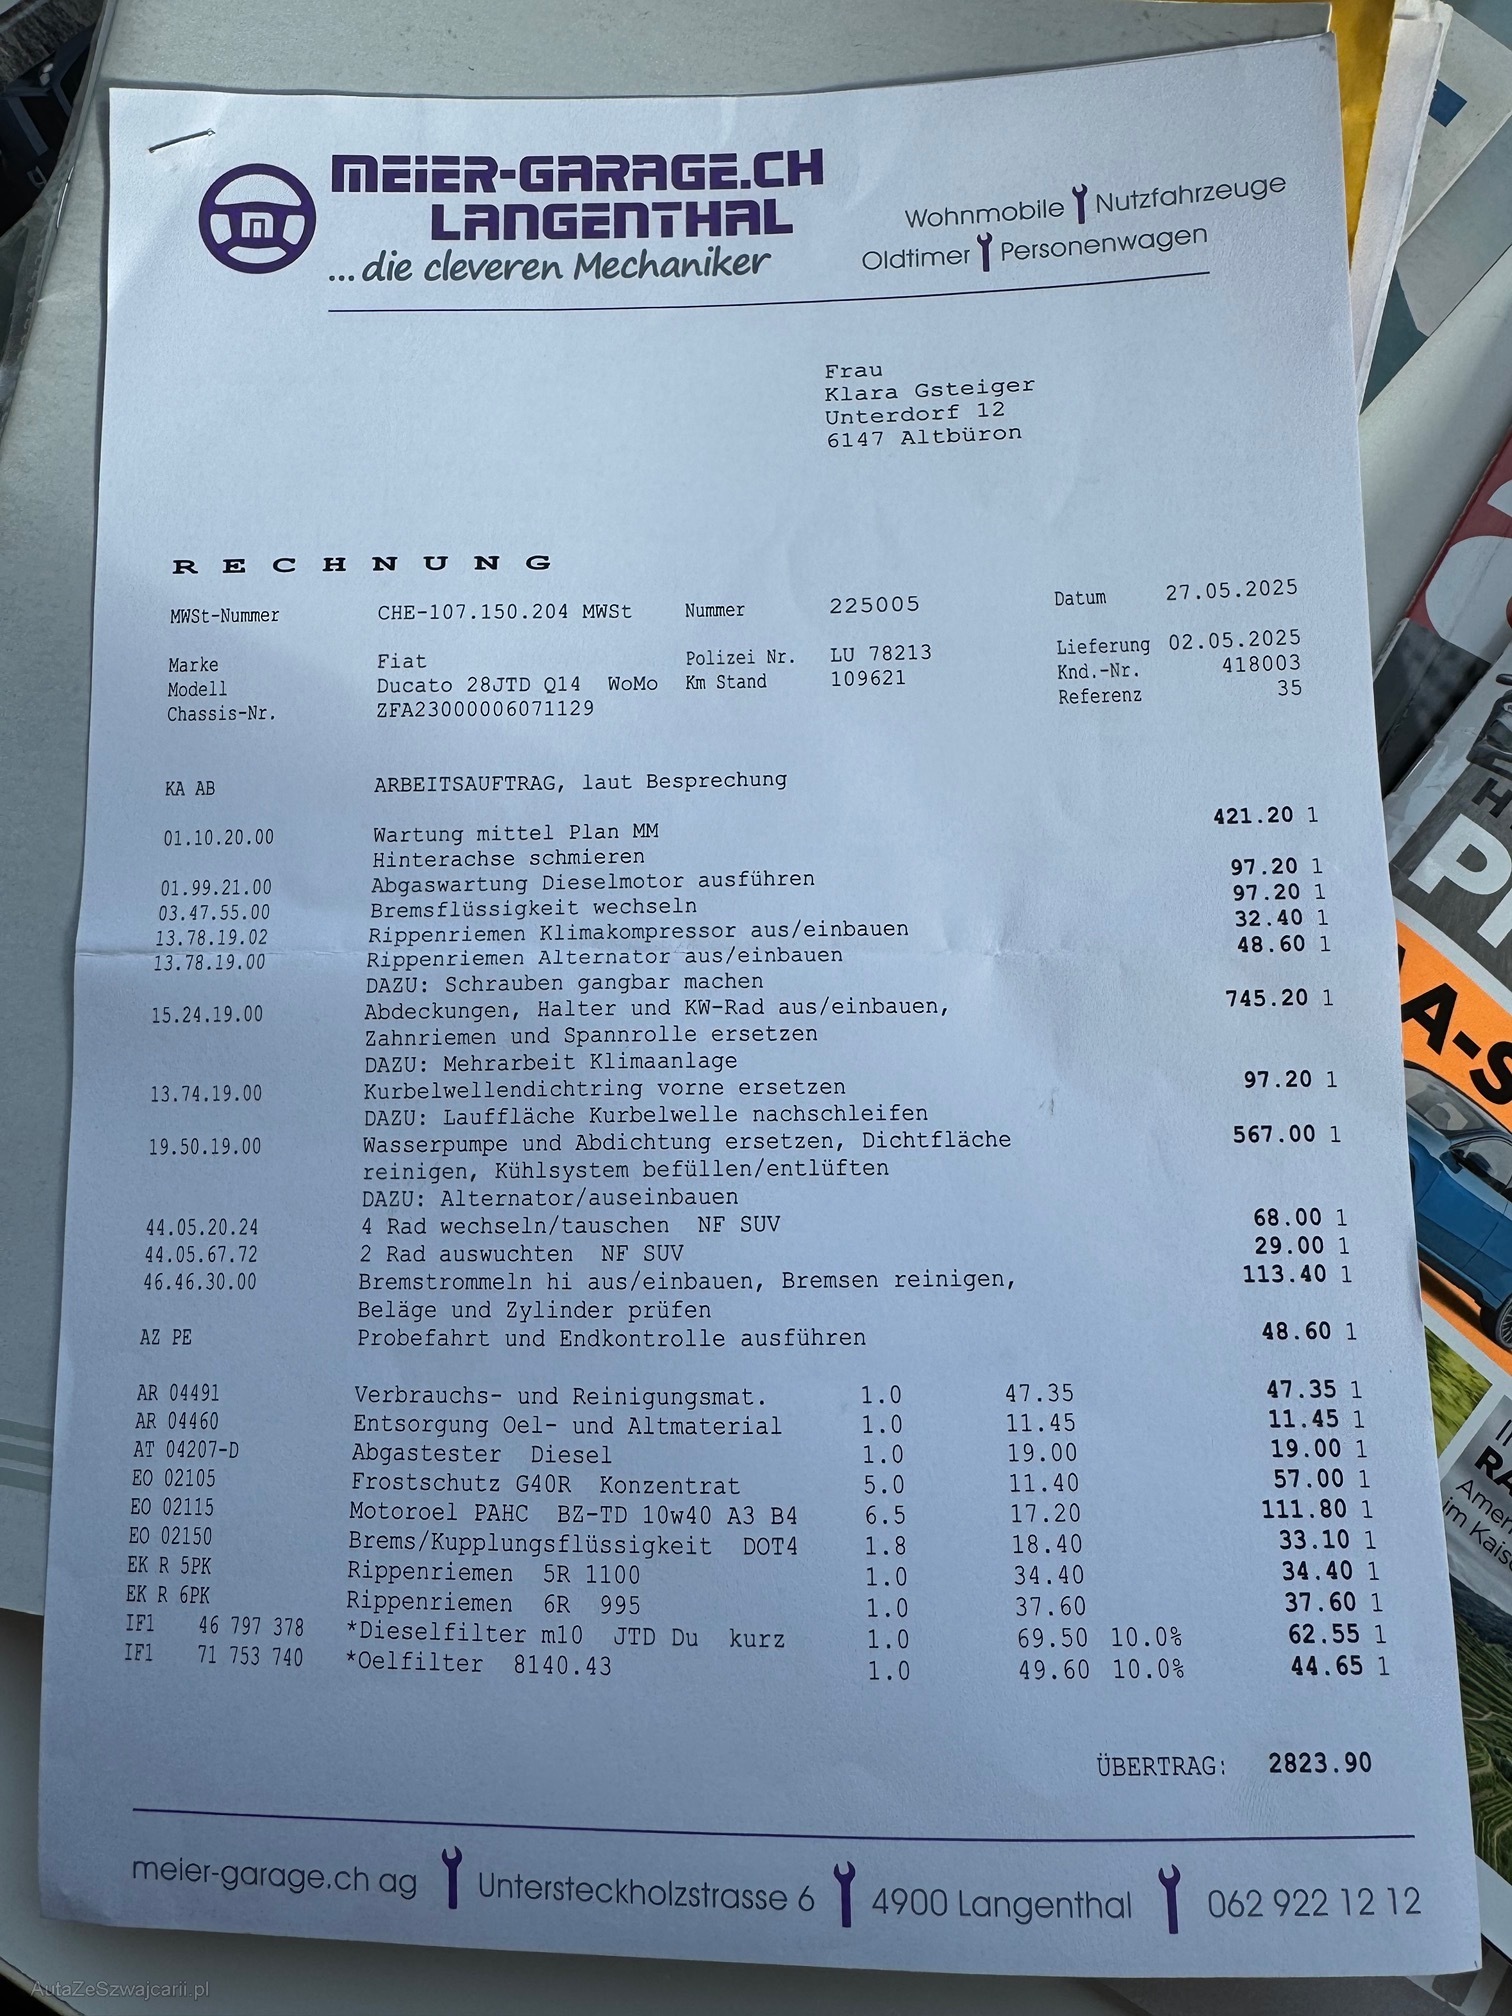 MEIER-GARAGE.CH
LANGENTHAL
...die cleveren Mechaniker
Wohnmobile Nutzfahrzeuge
Oldtimer Personenwagen
Frau
Klara Gsteiger
Unterdorf 12
6147 Altbüron
RECHNUNG
MWSt-Nummer CHE-107.150.204 MWSt Nummer 225005 Datum 27.05.2025
Marke Fiat Polizei Nr. LU 78213 Lieferung 02.05.2025
Modell Ducato 28JTD Q14 WoMo Km Stand 109621 Knd.-Nr. 418003
Chassis-Nr. ZFA23000006071129 Referenz 35
KA AB ARBEITSAUFTRAG, laut Besprechung
01.10.20.00 Wartung mittel Plan MM 421.20 1
Hinterachse schmieren
01.99.21.00 Abgaswartung Dieselmotor ausführen 97.20 1
03.47.55.00 Bremsflüssigkeit wechseln 97.20 1
13.78.19.02 Rippenriemen Klimakompressor aus/einbauen 32.40 1
13.78.19.00 Rippenriemen Alternator aus/einbauen 48.60 1
DAZU: Schrauben gangbar machen
15.24.19.00 Abdeckungen, Halter und KW-Rad aus/einbauen, 745.20 1
Zahnriemen und Spannrolle ersetzen
DAZU: Mehrarbeit Klimaanlage
13.74.19.00 Kurbelwellendichtring vorne ersetzen 97.20 1
DAZU: Lauffläche Kurbelwelle nachschleifen
19.50.19.00 Wasserpumpe und Abdichtung ersetzen, Dichtfläche 567.00 1
reinigen, Kühlsystem befüllen/entlüften
DAZU: Alternator/auseinbauen
44.05.20.24 4 Rad wechseln/tauschen NF SUV 68.00 1
44.05.67.72 2 Rad auswuchten NF SUV 29.00 1
46.46.30.00 Bremstrommeln hi aus/einbauen, Bremsen reinigen, 113.40 1
Beläge und Zylinder prüfen
AZ PE Probefahrt und Endkontrolle ausführen 48.60 1
AR 04491 Verbrauchs- und Reinigungsmat. 1.0 47.35 47.35 1
AR 04460 Entsorgung Oel- und Altmaterial 1.0 11.45 11.45 1
AT 04207-D Abgastester Diesel 1.0 19.00 19.00 1
EO 02105 Frostschutz G40R Konzentrat 5.0 11.40 57.00 1
EO 02115 Motoroel PAHC BZ-TD 10w40 A3 B4 6.5 17.20 111.80 1
EO 02150 Brems/Kupplungsflüssigkeit DOT4 1.8 18.40 33.10 1
EK R 5PK Rippenriemen 5R 1100 1.0 34.40 34.40 1
EK R 6PK Rippenriemen 6R 995 1.0 37.60 37.60 1
IF1 46 797 378 *Dieselfilter m10 JTD Du kurz 1.0 69.50 10.0% 62.55 1
IF1 71 753 740 *Oelfilter 8140.43 1.0 49.60 10.0% 44.65 1
ÜBERTRAG: 2823.90
meier-garage.ch ag Untersteckholzstrasse 6 4900 Langenthal 062 922 12 12
AutaZeSzwajcarii.pl